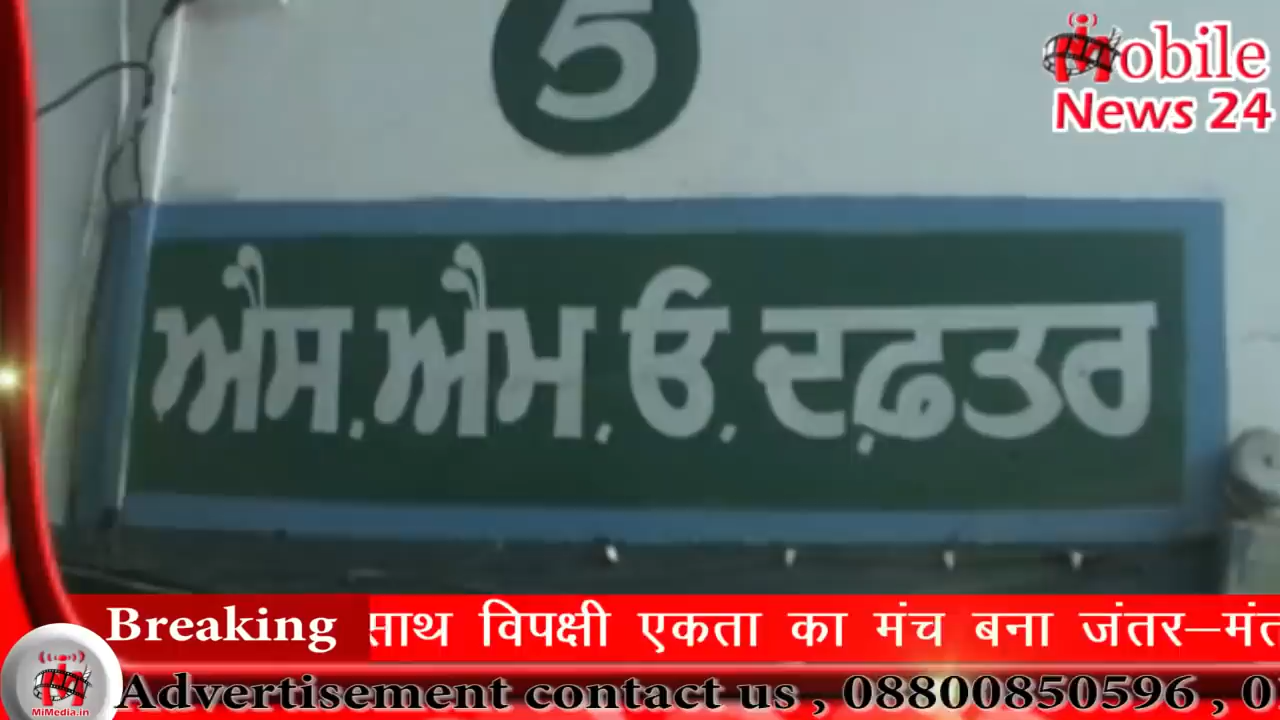 5
Mobile
News 24
ਐਸ.ਐਮ.ਓ. ਦਫ਼ਤਰ
Breaking साथ विपक्षी एकता का मंच बना जंतर–मंत
MiMedia.in
Advertisement contact us , 08800850596 ,